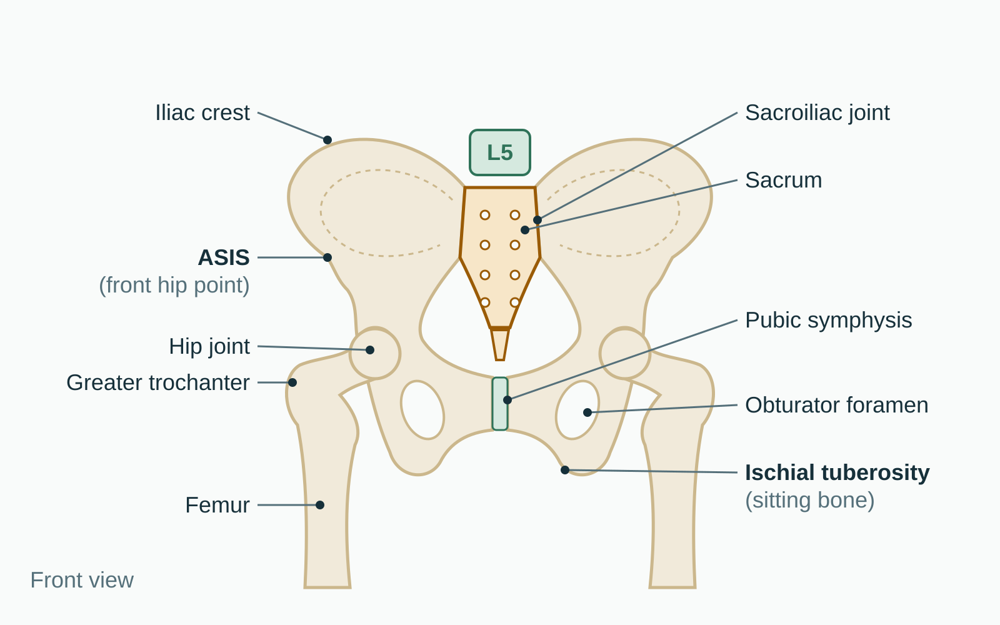 Iliac crest
Sacroiliac joint
L5
Sacrum
ASIS
(front hip point)
Pubic symphysis
Hip joint
Greater trochanter
Obturator foramen
Ischial tuberosity
(sitting bone)
Femur
Front view